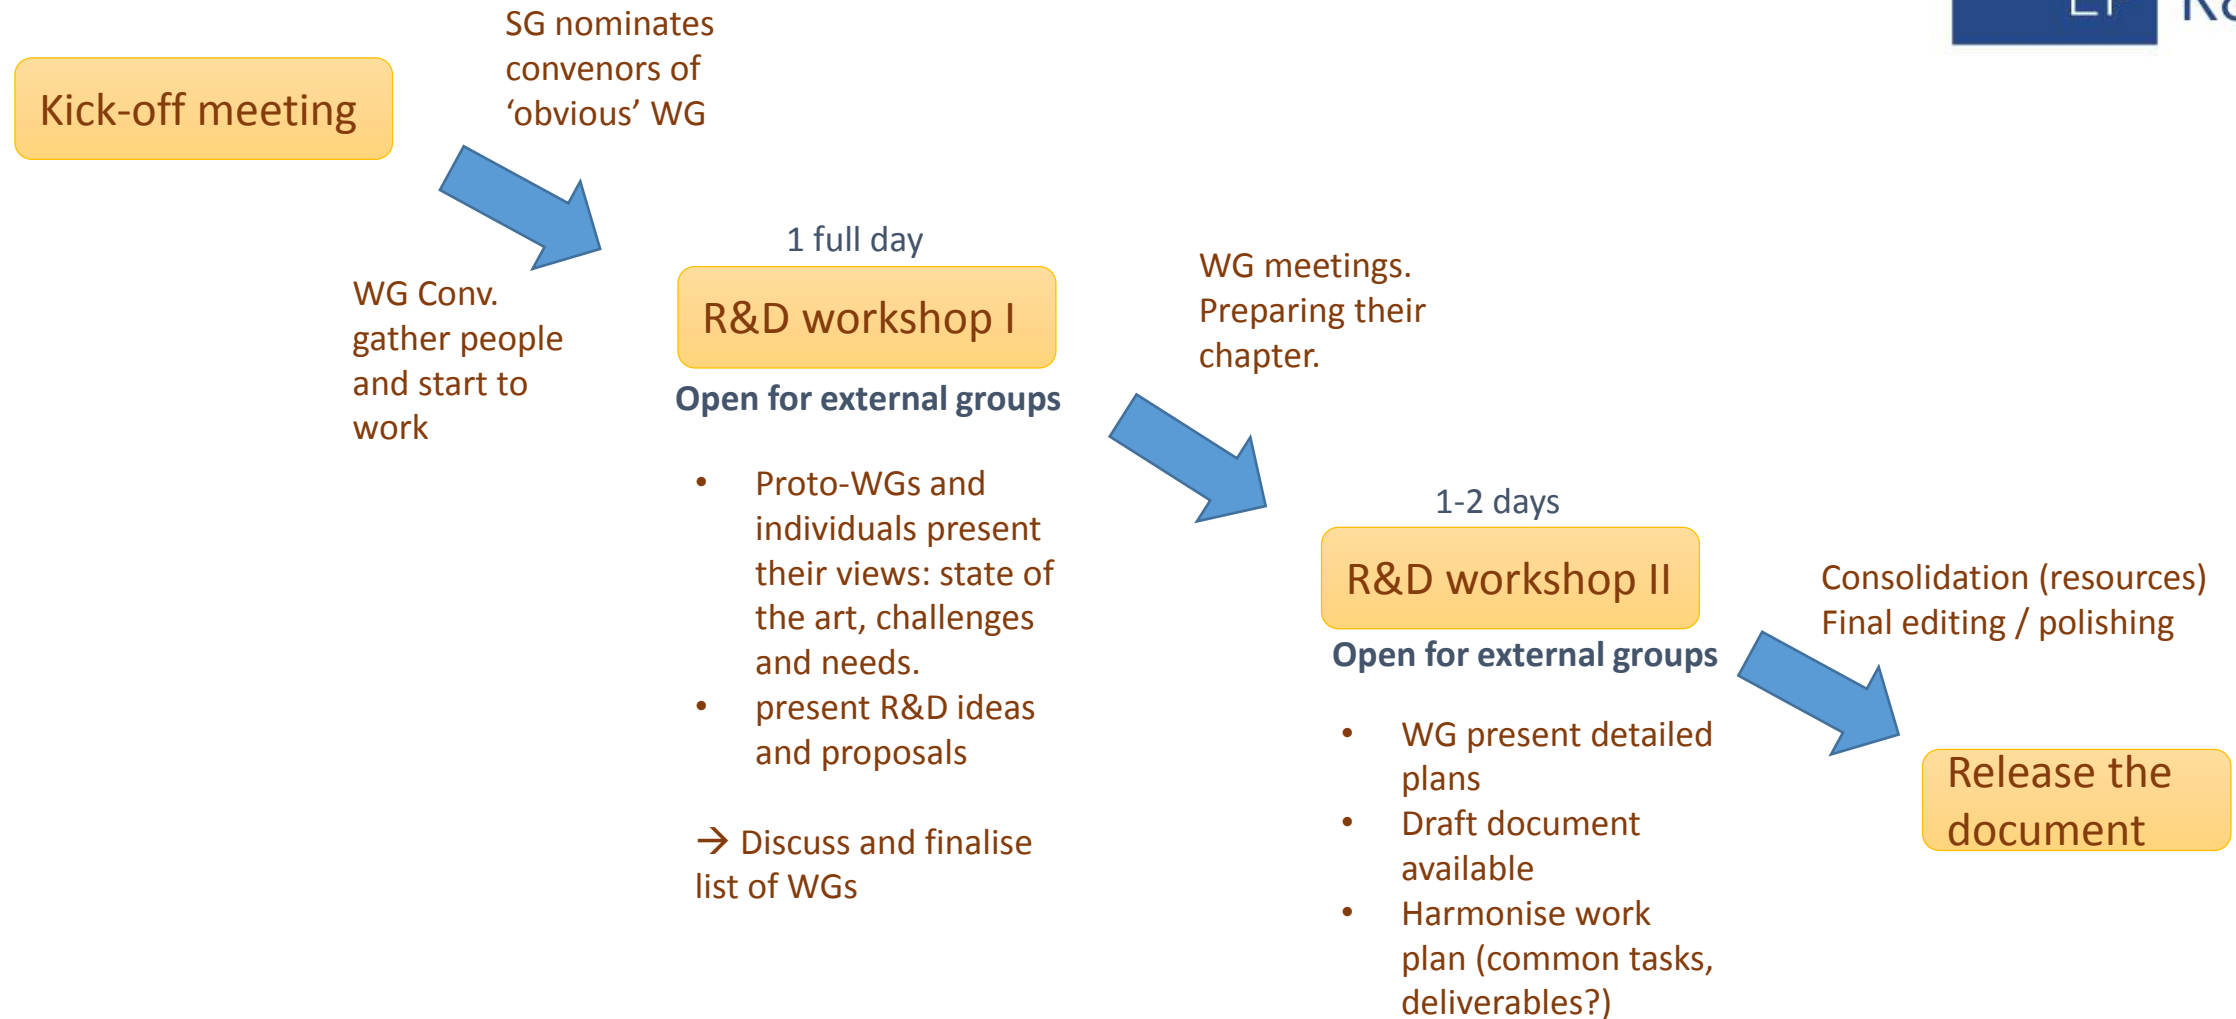 SG nominates
convenors of
‘obvious’ WG
Kick-off meeting
WG Conv.
gather people
and start to
work
1 full day
R&D workshop I
Open for external groups
• Proto-WGs and
individuals present
their views: state of
the art, challenges
and needs.
• present R&D ideas
and proposals
→ Discuss and finalise
list of WGs
WG meetings.
Preparing their
chapter.
1-2 days
R&D workshop II
Open for external groups
• WG present detailed
plans
• Draft document
available
• Harmonise work
plan (common tasks,
deliverables?)
Consolidation (resources)
Final editing / polishing
Release the
document